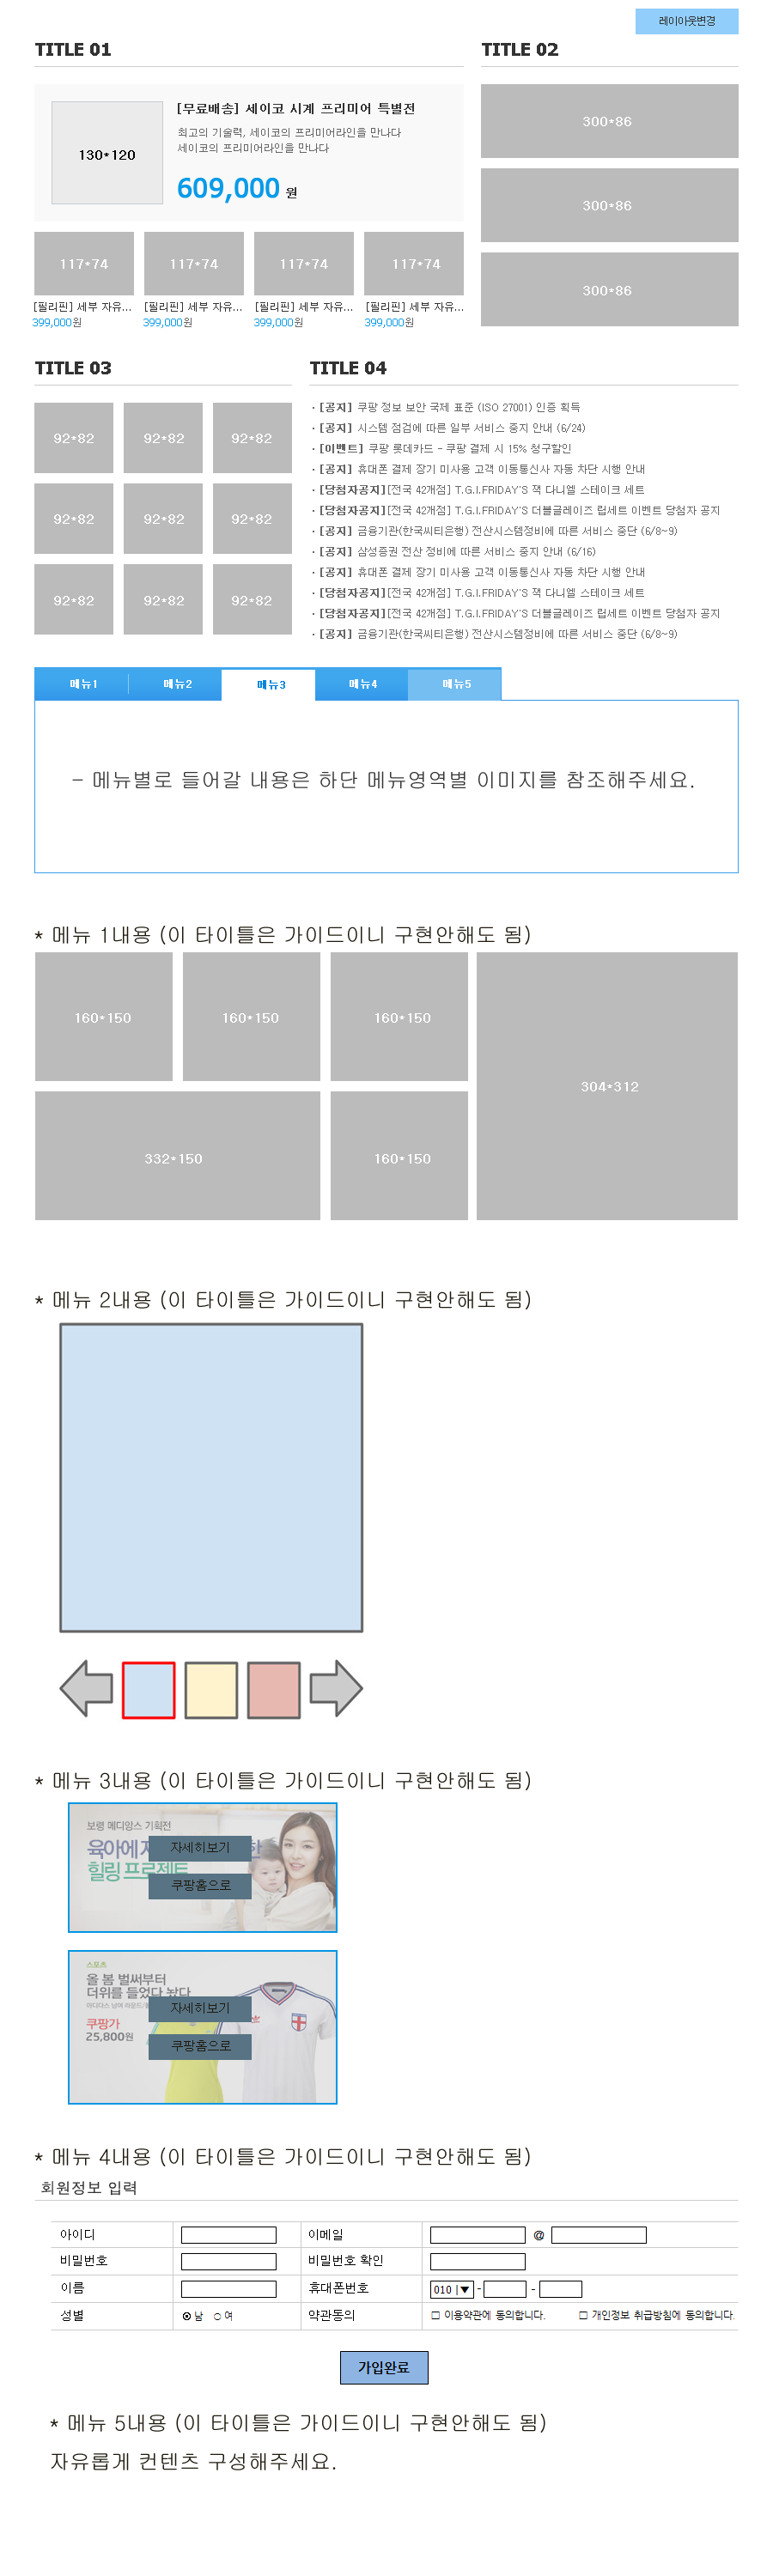 레이아웃변경
TITLE 01
TITLE 02
130*120
[무료배송] 세이코 시계 프리미어 특별전
최고의 기술력, 세이코의 프리미어라인을 만나다
세이코의 프리미어라인을 만나다
609,000 원
300*86
300*86
300*86
117*74 117*74 117*74 117*74
[필리핀] 세부 자유... [필리핀] 세부 자유... [필리핀] 세부 자유... [필리핀] 세부 자유...
399,000원 399,000원 399,000원 399,000원
TITLE 03
92*82 92*82 92*82
92*82 92*82 92*82
92*82 92*82 92*82
TITLE 04
· [공지] 쿠팡 정보 보안 국제 표준 (ISO 27001) 인증 획득
· [공지] 시스템 점검에 따른 일부 서비스 중지 안내 (6/24)
· [이벤트] 쿠팡 롯데카드 - 쿠팡 결제 시 15% 청구할인
· [공지] 휴대폰 결제 장기 미사용 고객 이동통신사 자동 차단 시행 안내
· [당첨자공지][전국 42개점] T.G.I.FRIDAY'S 잭 다니엘 스테이크 세트
· [당첨자공지][전국 42개점] T.G.I.FRIDAY'S 더블글레이즈 립세트 이벤트 당첨자 공지
· [공지] 금융기관(한국씨티은행) 전산시스템정비에 따른 서비스 중단 (6/8~9)
· [공지] 삼성증권 전산 정비에 따른 서비스 중지 안내 (6/16)
· [공지] 휴대폰 결제 장기 미사용 고객 이동통신사 자동 차단 시행 안내
· [당첨자공지][전국 42개점] T.G.I.FRIDAY'S 잭 다니엘 스테이크 세트
· [당첨자공지][전국 42개점] T.G.I.FRIDAY'S 더블글레이즈 립세트 이벤트 당첨자 공지
· [공지] 금융기관(한국씨티은행) 전산시스템정비에 따른 서비스 중단 (6/8~9)
메뉴1 메뉴2 메뉴3 메뉴4 메뉴5
- 메뉴별로 들어갈 내용은 하단 메뉴영역별 이미지를 참조해주세요.
* 메뉴 1내용 (이 타이틀은 가이드이니 구현안해도 됨)
160*150 160*150 160*150
304*312
332*150 160*150
* 메뉴 2내용 (이 타이틀은 가이드이니 구현안해도 됨)
* 메뉴 3내용 (이 타이틀은 가이드이니 구현안해도 됨)
보령 메디앙스 기획전
육아에 한
자세히보기
힐링 프로젝트
쿠팡홈으로
스포츠
올 봄 벌써부터
더위를 들었다 놨다
자세히보기
쿠팡가
25,800원
쿠팡홈으로
* 메뉴 4내용 (이 타이틀은 가이드이니 구현안해도 됨)
회원정보 입력
아이디 이메일 @
비밀번호 비밀번호 확인
이름 휴대폰번호 010 |▼ - -
성별 남 여 약관동의 이용약관에 동의합니다. 개인정보 취급방침에 동의합니다.
가입완료
* 메뉴 5내용 (이 타이틀은 가이드이니 구현안해도 됨)
자유롭게 컨텐츠 구성해주세요.